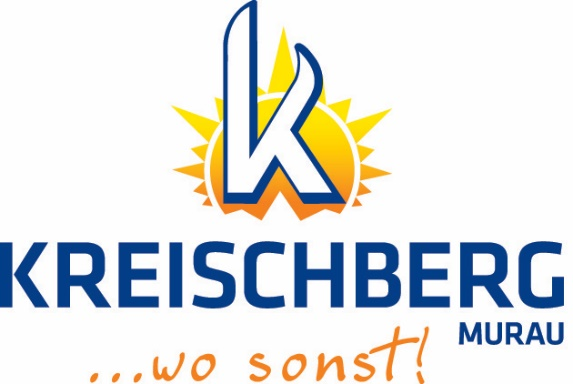 k
KREISCHBERG
MURAU
...wo sonst!